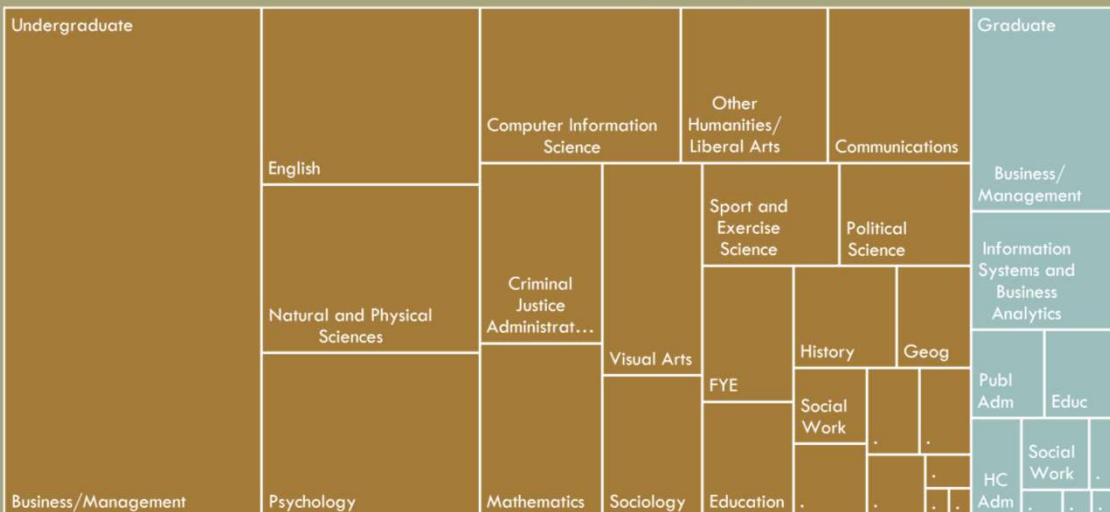 Undergraduate
Business/Management
English
Natural and Physical
Sciences
Psychology
Computer Information
Science
Other
Humanities/
Liberal Arts
Communications
Criminal
Justice
Administrat...
Mathematics
Visual Arts
Sociology
Sport and
Exercise
Science
Political
Science
FYE
Education
History
Geog
Social
Work
.
.
.
.
.
.
.
Graduate
Business/
Management
Information
Systems and
Business
Analytics
Publ
Adm
Educ
HC
Adm
Social
Work
.
.
.
.